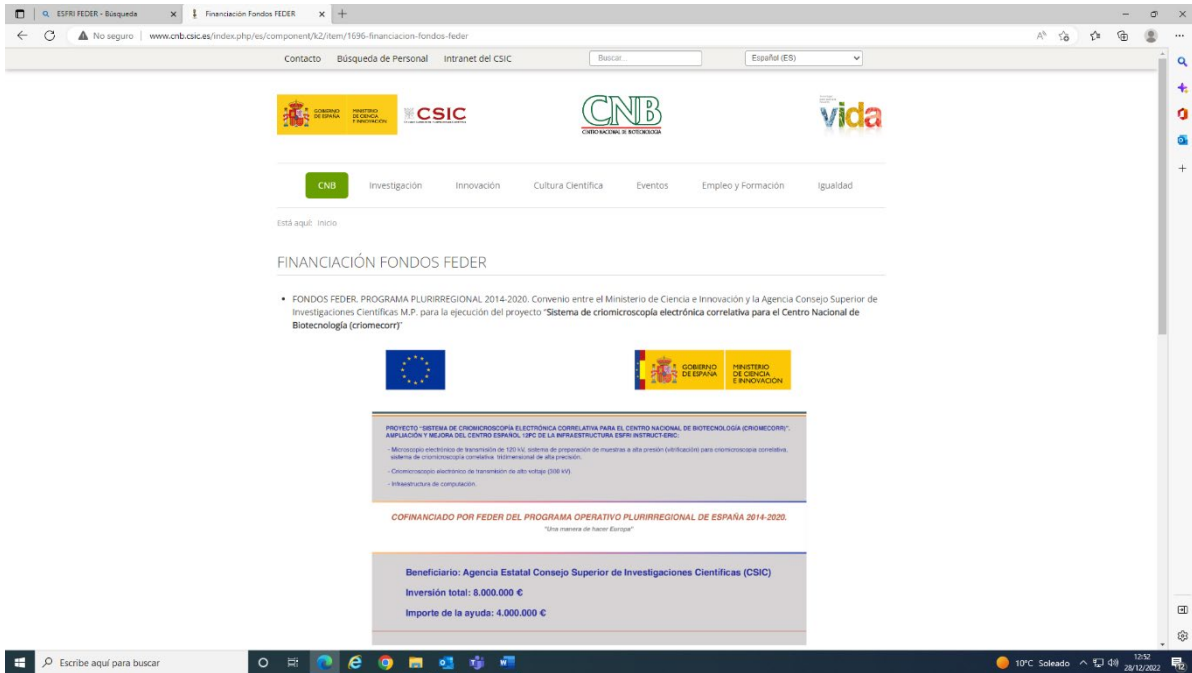 ESFRI FEDER - Búsqueda
Financiación Fondos FEDER
No seguro
www.cnb.csic.es/index.php/es/component/k2/item/1696-financiacion-fondos-feder
Contacto Búsqueda de Personal Intranet del CSIC Buscar... Español (ES)
GOBIERNO DE ESPAÑA
MINISTERIO DE CIENCIA E INNOVACIÓN
CSIC
CNB
CENTRO NACIONAL DE BIOTECNOLOGÍA
vida
CNB Investigación Innovación Cultura Científica Eventos Empleo y Formación Igualdad
Está aquí: Inicio
FINANCIACIÓN FONDOS FEDER
• FONDOS FEDER. PROGRAMA PLURIRREGIONAL 2014-2020. Convenio entre el Ministerio de Ciencia e Innovación y la Agencia Consejo Superior de
Investigaciones Científicas M.P. para la ejecución del proyecto "Sistema de criomicroscopía electrónica correlativa para el Centro Nacional de
Biotecnología (criomecorr)"
GOBIERNO
DE ESPAÑA
MINISTERIO
DE CIENCIA
E INNOVACIÓN
PROYECTO "SISTEMA DE CRIOMICROSCOPÍA ELECTRÓNICA CORRELATIVA PARA EL CENTRO NACIONAL DE BIOTECNOLOGÍA (CRIOMECORR)".
AMPLIACIÓN Y MEJORA DEL CENTRO ESPAÑOL I2PC DE LA INFRAESTRUCTURA ESFRI INSTRUCT-ERIC:
- Microscopio electrónico de transmisión de 120 kV, sistema de preparación de muestras a alta presión (vitrificación) para criomicroscopia correlativa,
sistema de criomicroscopía correlativa tridimensional de alta precisión.
- Criomicroscopio electrónico de transmisión de alto voltaje (300 kV).
- Infraestructura de computación.
COFINANCIADO POR FEDER DEL PROGRAMA OPERATIVO PLURIRREGIONAL DE ESPAÑA 2014-2020.
"Una manera de hacer Europa"
Beneficiario: Agencia Estatal Consejo Superior de Investigaciones Científicas (CSIC)
Inversión total: 8.000.000 €
Importe de la ayuda: 4.000.000 €
Escribe aquí para buscar
10°C Soleado
12:52
28/12/2022